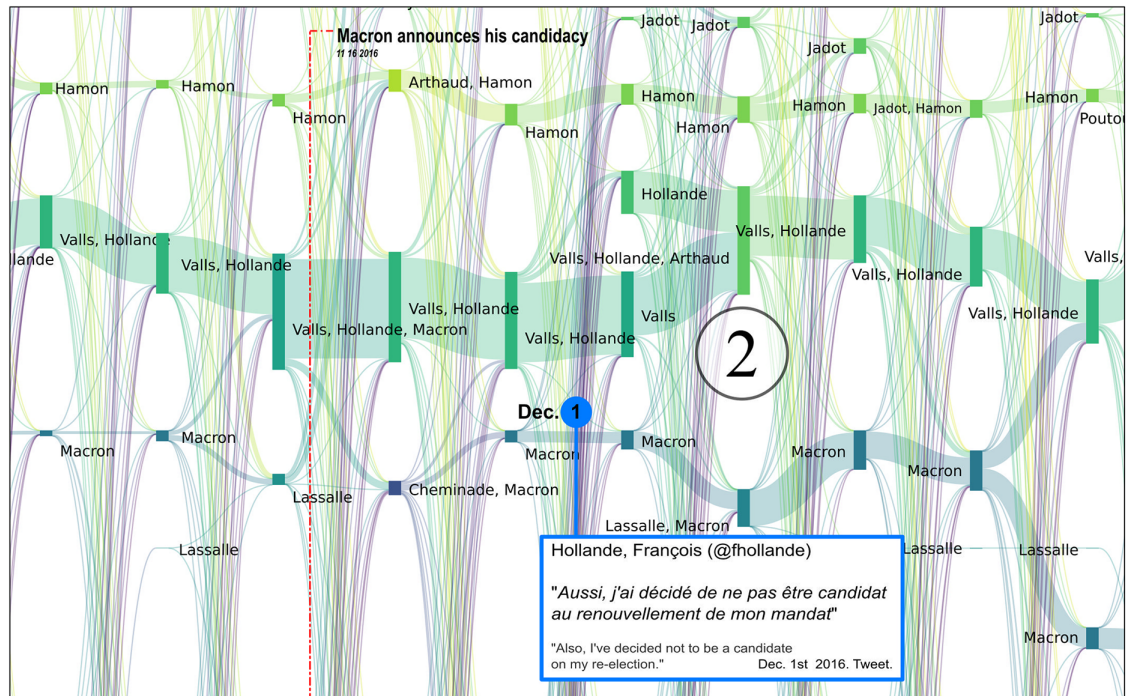 Jadot
Jadot
Jadot
Macron announces his candidacy
11 16 2016
Jadot
Hamon
Hamon
Hamon
Arthaud, Hamon
Hamon
Hamon
Hamon
Hamon
Jadot, Hamon
Hamon
Poutou
Hollande
Valls, Hollande
Valls, Hollande
Valls, Hollande, Macron
Valls, Hollande
Valls, Hollande
Valls, Hollande, Arthaud
Valls
Valls, Hollande
Valls, Hollande
Valls, Hollande
Valls,
2
Dec. 1
Macron
Macron
Lassalle
Lassalle
Cheminade, Macron
Macron
Macron
Lassalle, Macron
Macron
Macron
Lassalle
Lassalle
Macron
Hollande, François (@fhollande)
"Aussi, j'ai décidé de ne pas être candidat
au renouvellement de mon mandat"
"Also, I've decided not to be a candidate
on my re-election." Dec. 1st 2016. Tweet.